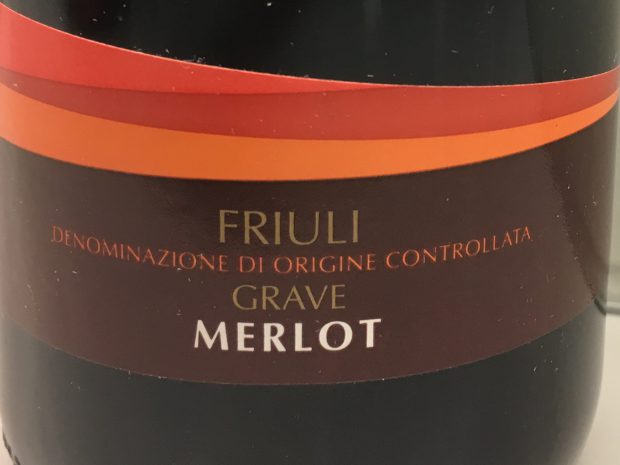 FRIULI
DENOMINAZIONE DI ORIGINE CONTROLLATA
GRAVE
MERLOT